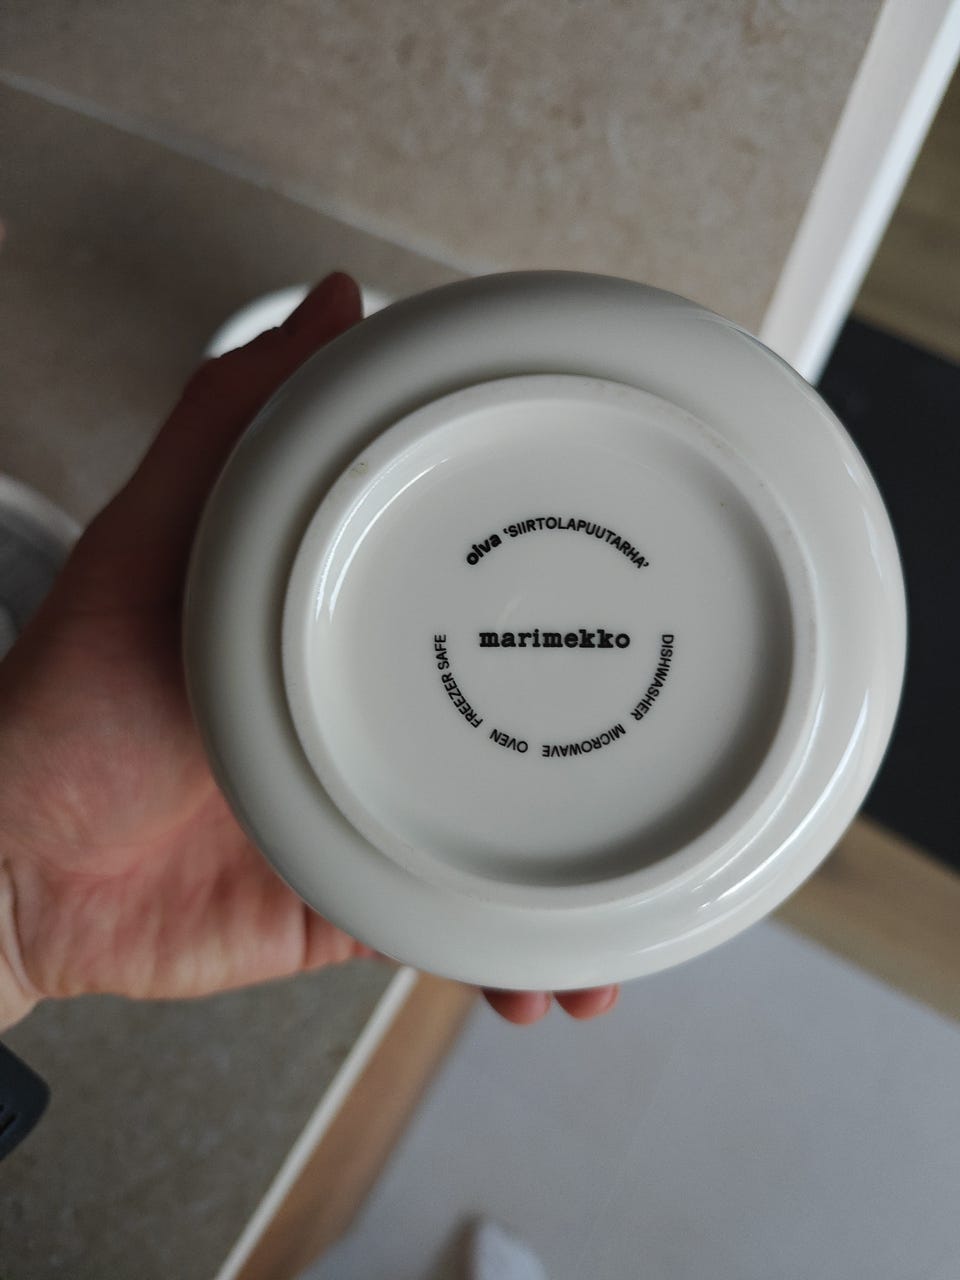 oiva 'SIIRTOLAPUUTARHA'
marimekko
DISHWASHER MICROWAVE OVEN FREEZER SAFE